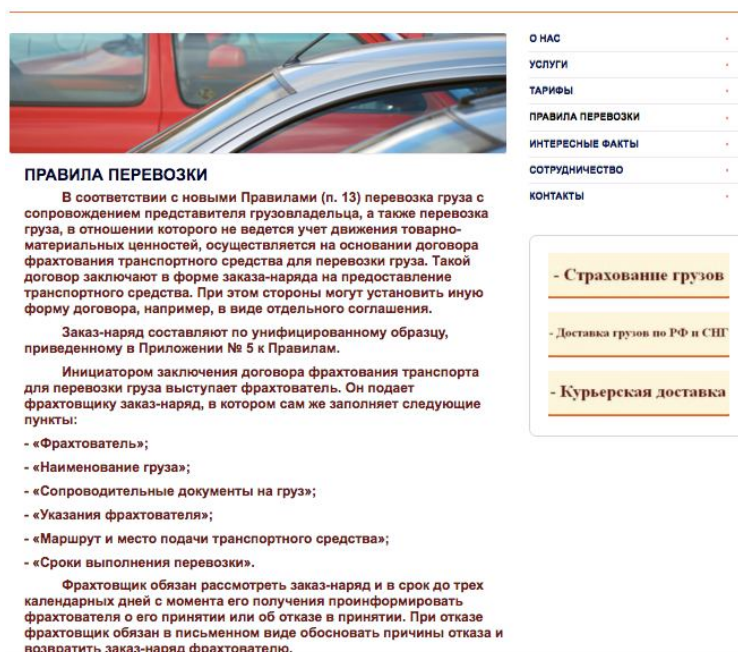 О НАС
УСЛУГИ
ТАРИФЫ
ПРАВИЛА ПЕРЕВОЗКИ
ИНТЕРЕСНЫЕ ФАКТЫ
СОТРУДНИЧЕСТВО
КОНТАКТЫ
- Страхование грузов
- Доставка грузов по РФ и СНГ
- Курьерская доставка
ПРАВИЛА ПЕРЕВОЗКИ
В соответствии с новыми Правилами (п. 13) перевозка груза с
сопровождением представителя грузовладельца, а также перевозка
груза, в отношении которого не ведется учет движения товарно-
материальных ценностей, осуществляется на основании договора
фрахтования транспортного средства для перевозки груза. Такой
договор заключают в форме заказа-наряда на предоставление
транспортного средства. При этом стороны могут установить иную
форму договора, например, в виде отдельного соглашения.
Заказ-наряд составляют по унифицированному образцу,
приведенному в Приложении № 5 к Правилам.
Инициатором заключения договора фрахтования транспорта
для перевозки груза выступает фрахтователь. Он подает
фрахтовщику заказ-наряд, в котором сам же заполняет следующие
пункты:
- «Фрахтователь»;
- «Наименование груза»;
- «Сопроводительные документы на груз»;
- «Указания фрахтователя»;
- «Маршрут и место подачи транспортного средства»;
- «Сроки выполнения перевозки».
Фрахтовщик обязан рассмотреть заказ-наряд и в срок до трех
календарных дней с момента его получения проинформировать
фрахтователя о его принятии или об отказе в принятии. При отказе
фрахтовщик обязан в письменном виде обосновать причины отказа и
возвратить заказ-наряд фрахтователю.